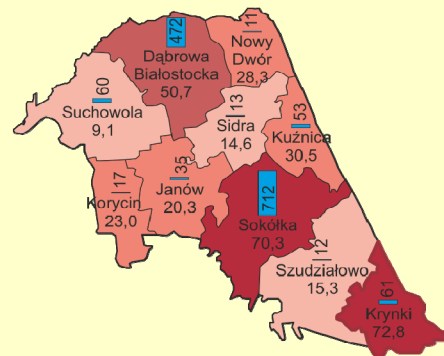 472
Dąbrowa
Białostocka
50,7
11
Nowy
Dwór
28,3
60
Suchowola
9,1
13
Sidra
14,6
53
Kuźnica
30,5
17
Korycin
23,0
35
Janów
20,3
712
Sokółka
70,3
12
Szudziałowo
15,3
61
Krynki
72,8